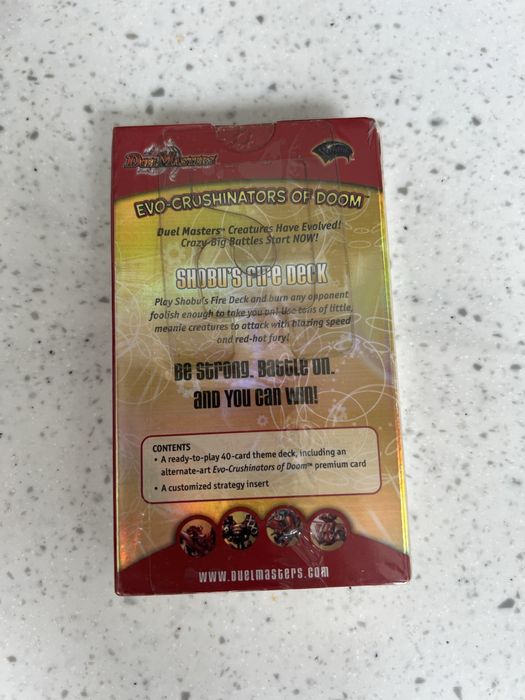 Duel Masters
EVO-CRUSHINATORS OF DOOM™
Duel Masters™ Creatures Have Evolved!
Crazy-Big Battles Start NOW!
SHOBU'S FIRE DECK
Play Shobu's Fire Deck and burn any opponent
foolish enough to take you on! Use tons of little,
meanie creatures to attack with blazing speed
and red-hot fury!
Be strong. Battle on.
and you can win!
CONTENTS
• A ready-to-play 40-card theme deck, including an
alternate-art Evo-Crushinators of Doom™ premium card
• A customized strategy insert
www.duelmasters.com